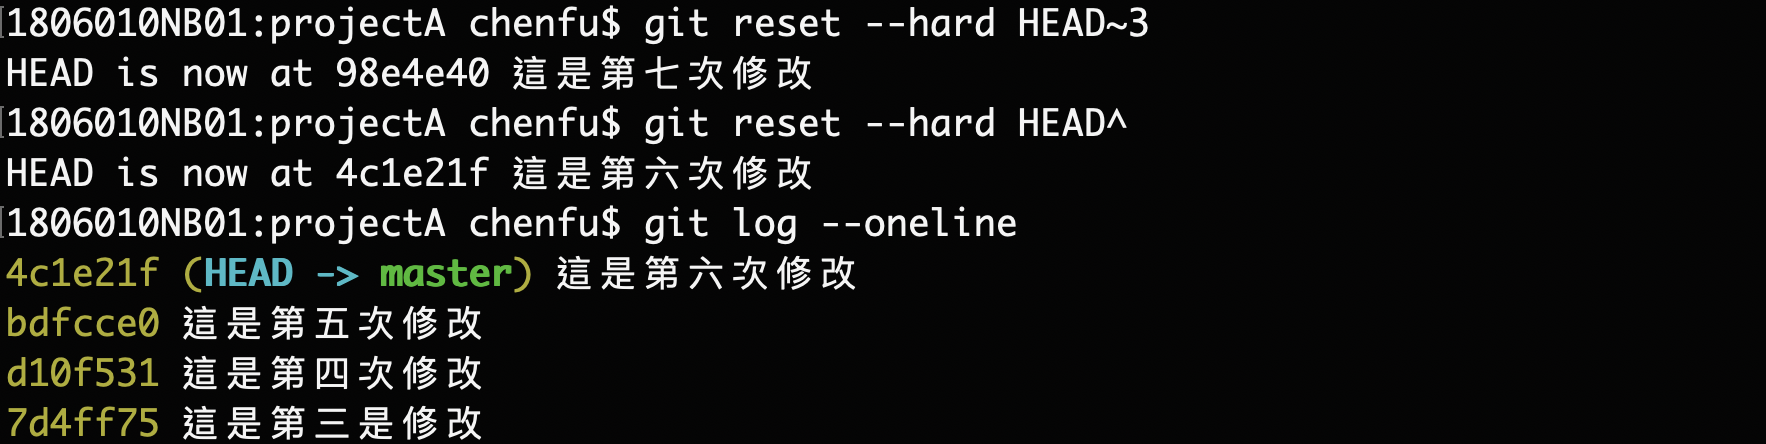 1806010NB01:projectA chenfu$ git reset --hard HEAD~3
HEAD is now at 98e4e40 這是第七次修改
1806010NB01:projectA chenfu$ git reset --hard HEAD^
HEAD is now at 4c1e21f 這是第六次修改
1806010NB01:projectA chenfu$ git log --oneline
4c1e21f (HEAD -> master) 這是第六次修改
bdfcce0 這是第五次修改
d10f531 這是第四次修改
7d4ff75 這是第三是修改